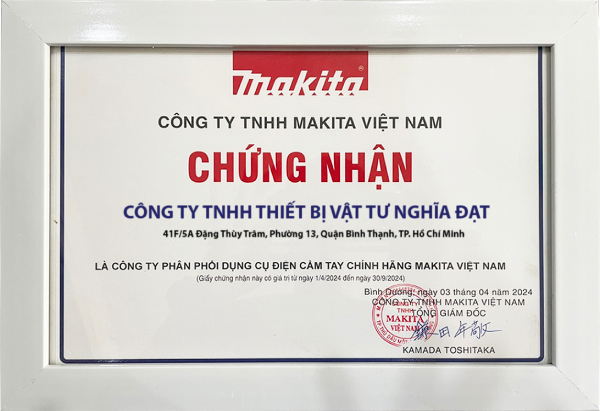 makita
CÔNG TY TNHH MAKITA VIỆT NAM
CHỨNG NHẬN
CÔNG TY TNHH THIẾT BỊ VẬT TƯ NGHĨA ĐẠT
41F/5A Đặng Thùy Trâm, Phường 13, Quận Bình Thạnh, TP. Hồ Chí Minh
LÀ CÔNG TY PHÂN PHỐI DỤNG CỤ ĐIỆN CẦM TAY CHÍNH HÃNG MAKITA VIỆT NAM
(Giấy chứng nhận này có giá trị từ ngày 1/4/2024 đến ngày 30/9/2024)
Bình Dương, ngày 03 tháng 04 năm 2024
CÔNG TY TNHH MAKITA VIỆT NAM
TỔNG GIÁM ĐỐC
CÔNG TY
TNHH
MAKITA
VIỆT NAM
KAMADA TOSHITAKA